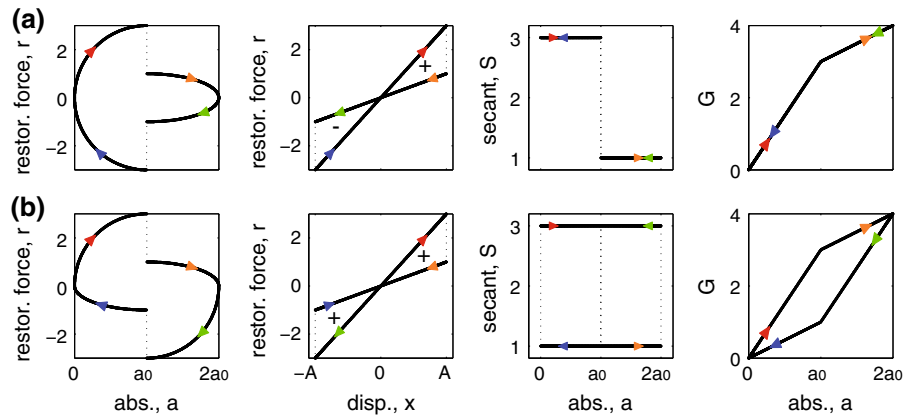 (a)
restor. force, r
2
0
−2
restor. force, r
2
0
−2
+
-
secant, S
3
2
1
G
4
2
0
(b)
restor. force, r
2
0
−2
0
a0
2a0
abs., a
restor. force, r
2
0
−2
+
+
−A
0
A
disp., x
secant, S
3
2
1
0
a0
2a0
abs., a
G
4
2
0
0
a0
2a0
abs., a